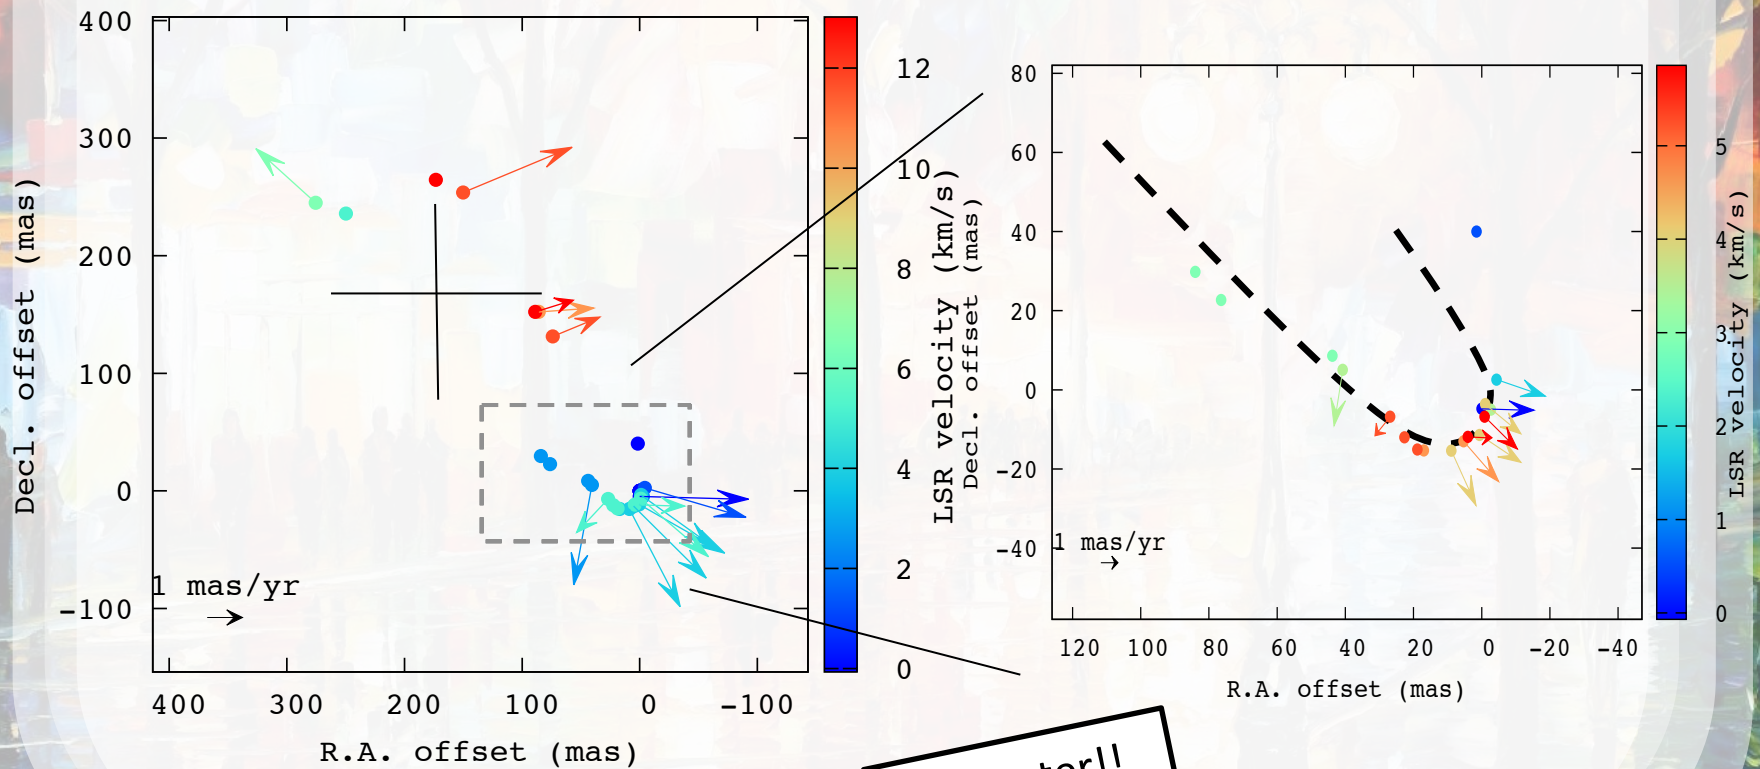 400
300
200
100
0
−100
Decl. offset (mas)
1 mas/yr
400 300 200 100 0 −100
R.A. offset (mas)
12
10
8
6
4
2
0
LSR velocity (km/s)
80
60
40
20
0
−20
−40
Decl. offset (mas)
1 mas/yr
120 100 80 60 40 20 0 −20 −40
R.A. offset (mas)
5
4
3
2
1
0
LSR velocity (km/s)